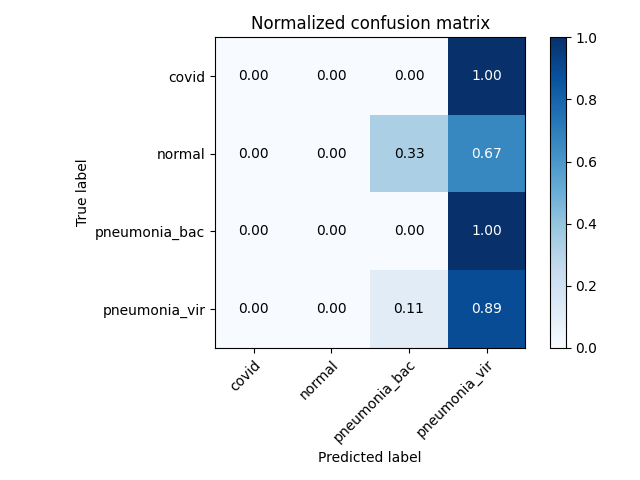 Normalized confusion matrix
True label
covid 0.00 0.00 0.00 1.00
normal 0.00 0.00 0.33 0.67
pneumonia_bac 0.00 0.00 0.00 1.00
pneumonia_vir 0.00 0.00 0.11 0.89
covid normal pneumonia_bac pneumonia_vir
Predicted label
1.0
0.8
0.6
0.4
0.2
0.0